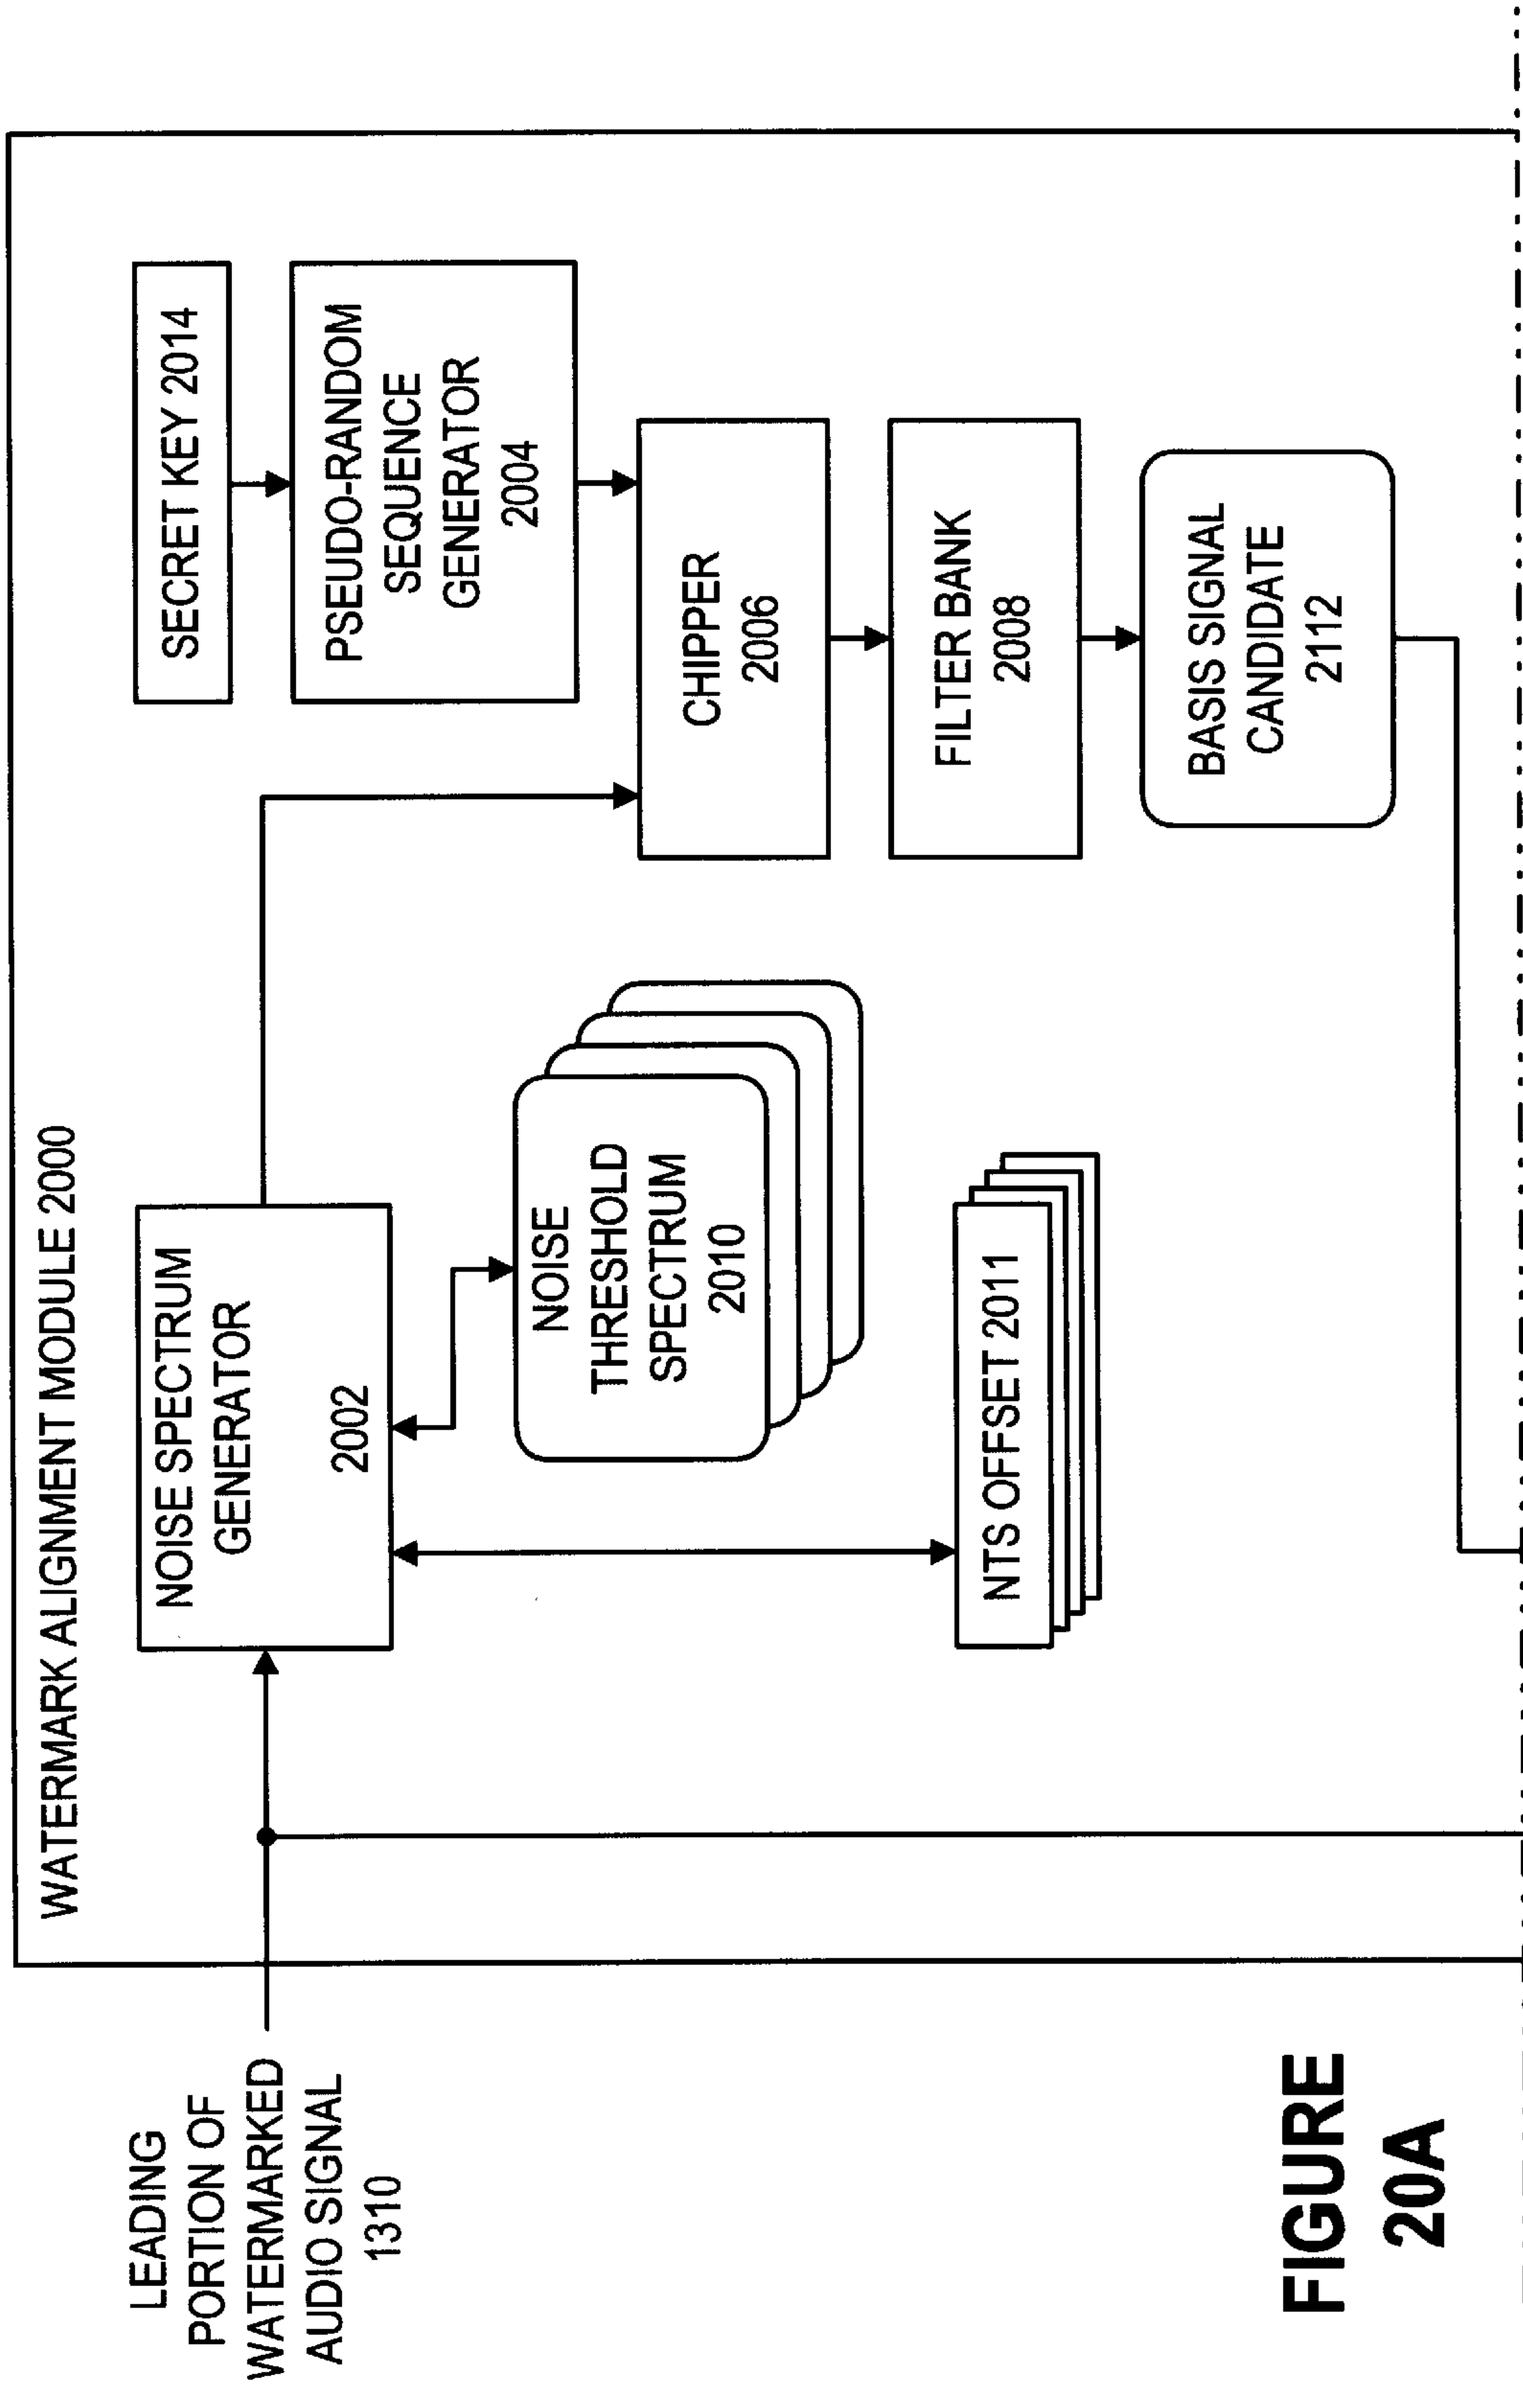 WATERMARK ALIGNMENT MODULE 2000
LEADING
PORTION OF
WATERMARKED
AUDIO SIGNAL
1310
NOISE SPECTRUM
GENERATOR
2002
NOISE
THRESHOLD
SPECTRUM
2010
NTS OFFSET 2011
SECRET KEY 2014
PSEUDO-RANDOM
SEQUENCE
GENERATOR
2004
CHIPPER
2006
FILTER BANK
2008
BASIS SIGNAL
CANDIDATE
2112
FIGURE
20A